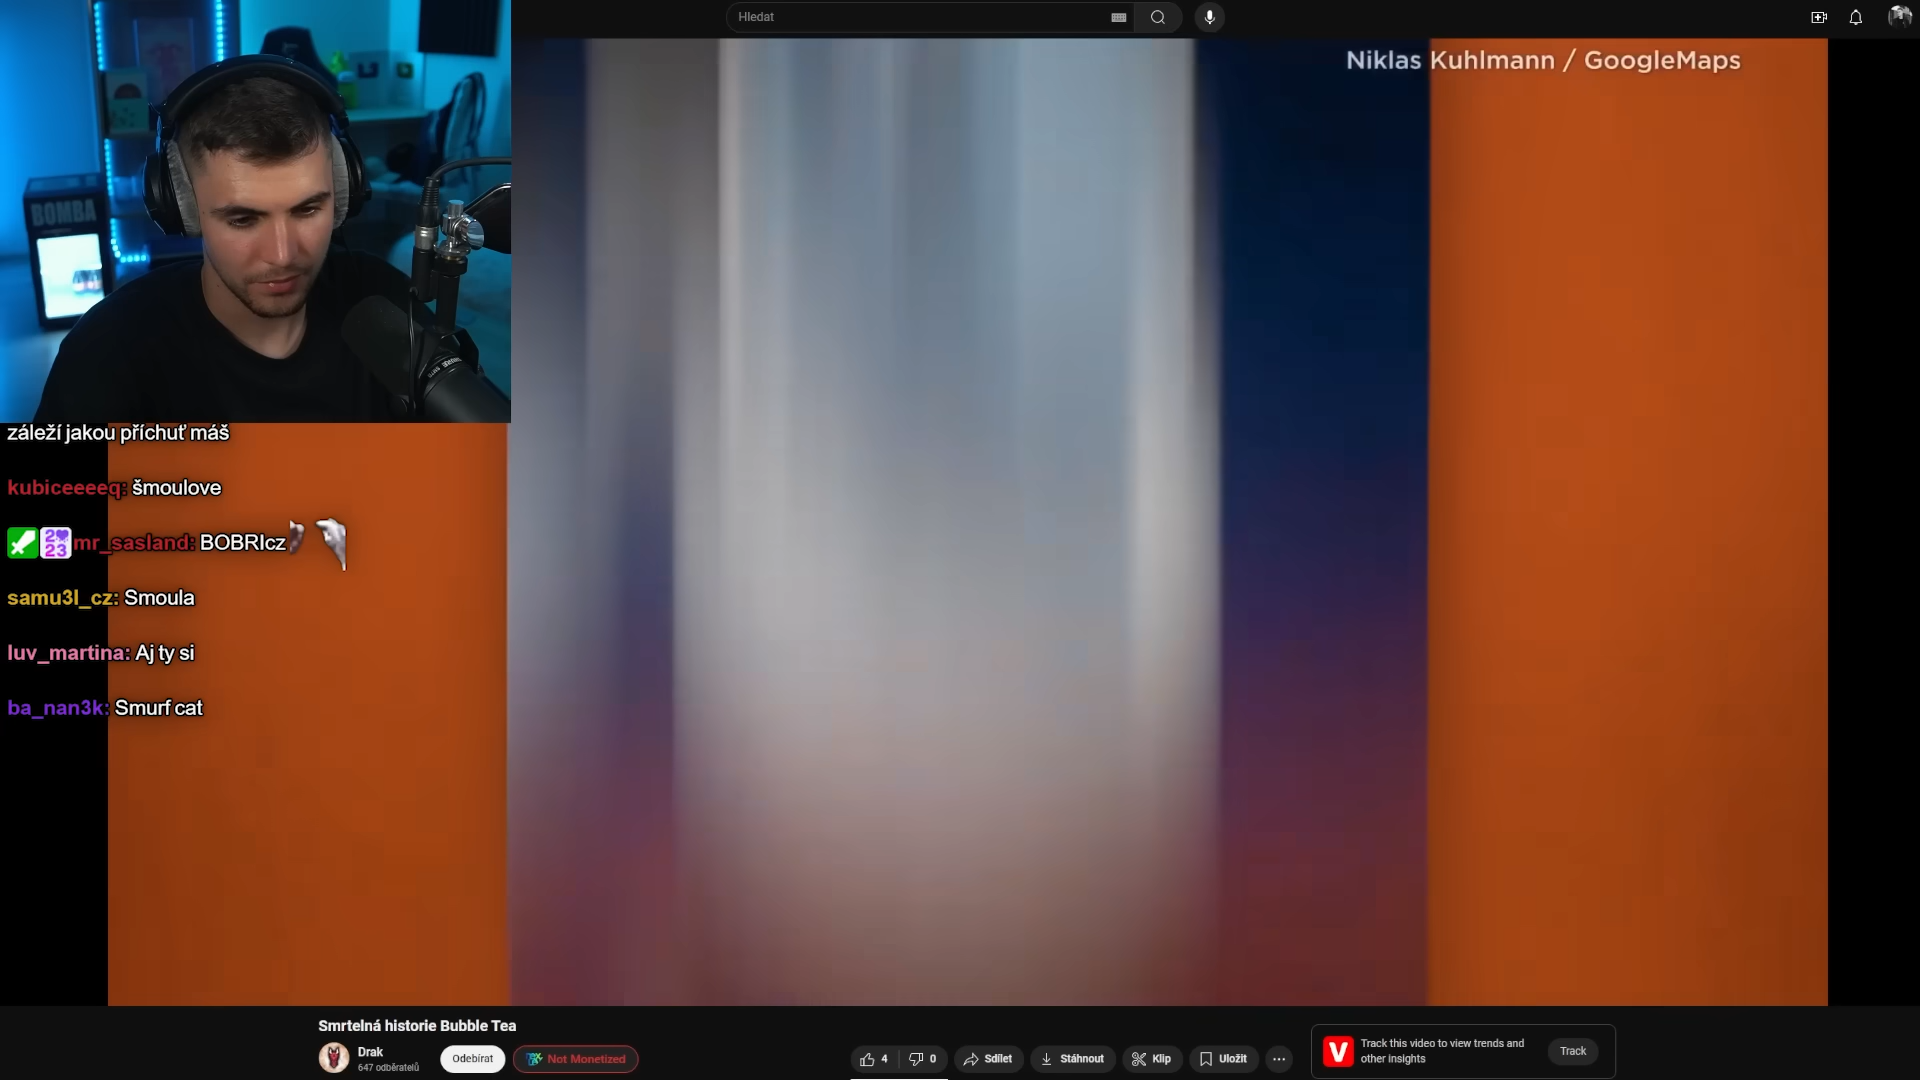 Hledat
Niklas Kuhlmann / GoogleMaps
BOMBA
záleží jakou příchuť máš
kubiceeeeq: šmoulove
mr_sasland: BOBRIcz
samu3l_cz: Smoula
luv_martina: Aj ty si
ba_nan3k: Smurf cat
Smrtelná historie Bubble Tea
Drak
647 odběratelů
Odebírat
Not Monetized
4
0
Sdílet
Stáhnout
Klip
Uložit
Track this video to view trends and
other insights
Track